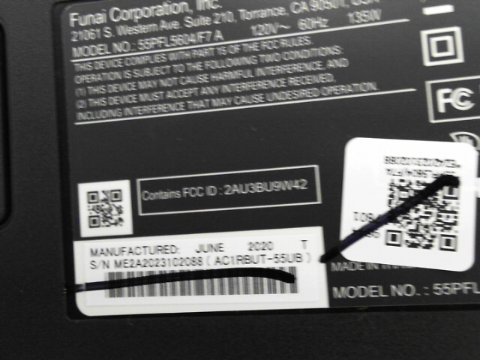 Funai Corporation, Inc.
21061 S. Western Ave. Suite 210, Torrance, CA 90501,
MODEL NO.: 55PFL5604/F7 A 120V~ 60Hz 135W
THIS DEVICE COMPLIES WITH PART 15 OF THE FCC RULES.
OPERATION IS SUBJECT TO THE FOLLOWING TWO CONDITIONS:
(1) THIS DEVICE MAY NOT CAUSE HARMFUL INTERFERENCE, AND
(2) THIS DEVICE MUST ACCEPT ANY INTERFERENCE RECEIVED,
INCLUDING INTERFERENCE THAT MAY CAUSE UNDESIRED OPERATION.
FC
Contains FCC ID : 2AU3BU9W42
MANUFACTURED: JUNE 2020 T
S/N ME2A2023102088 ( AC1RBUT-55UB )
MADE IN
MODEL NO. : 55PFL